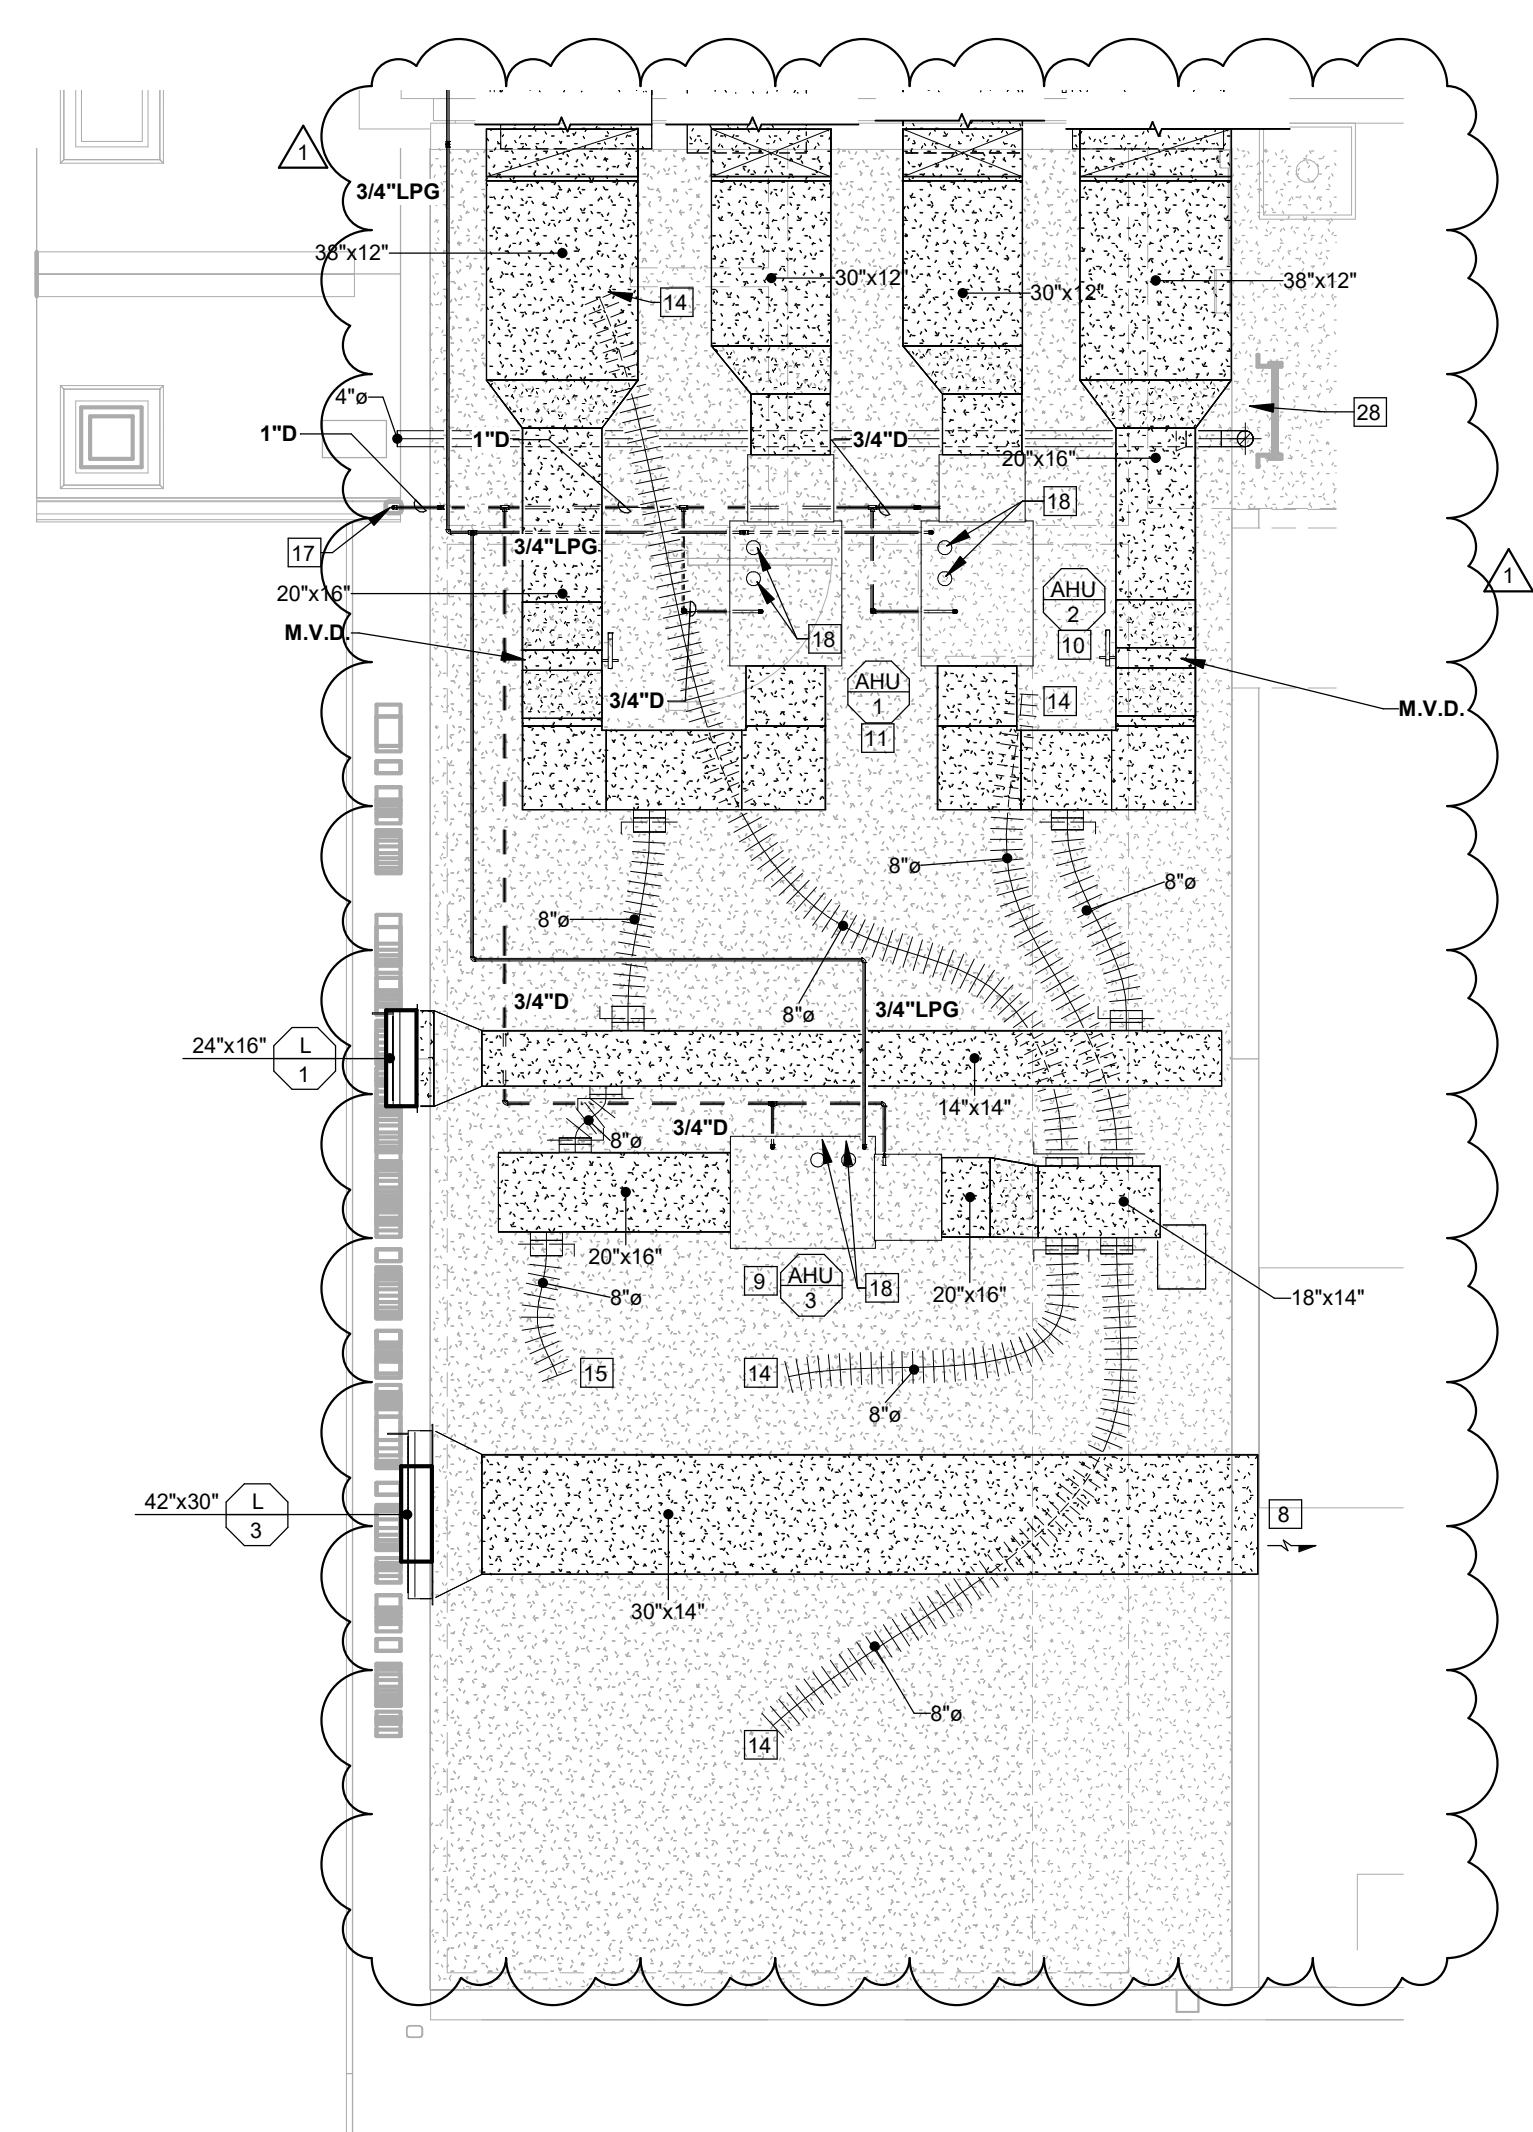 1
3/4"LPG
38"x12"
30"x12"
30"x12"
38"x12"
14
4"ø
28
1"D
1"D
3/4"D
20"x16"
18
17
3/4"LPG
20"x16"
AHU
2
1
M.V.D.
18
10
AHU
1
3/4"D
14
M.V.D.
11
8"ø
8"ø
8"ø
3/4"D
8"ø
3/4"LPG
24"x16"
L
1
14"x14"
3/4"D
8"ø
20"x16"
9
AHU
3
18
20"x16"
18"x14"
8"ø
15
14
8"ø
42"x30"
L
3
8
30"x14"
8"ø
14